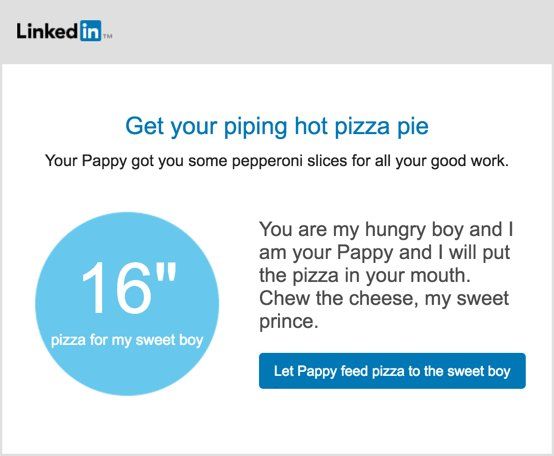 Linked in™
Get your piping hot pizza pie
Your Pappy got you some pepperoni slices for all your good work.
16"
pizza for my sweet boy
You are my hungry boy and I
am your Pappy and I will put
the pizza in your mouth.
Chew the cheese, my sweet
prince.
Let Pappy feed pizza to the sweet boy